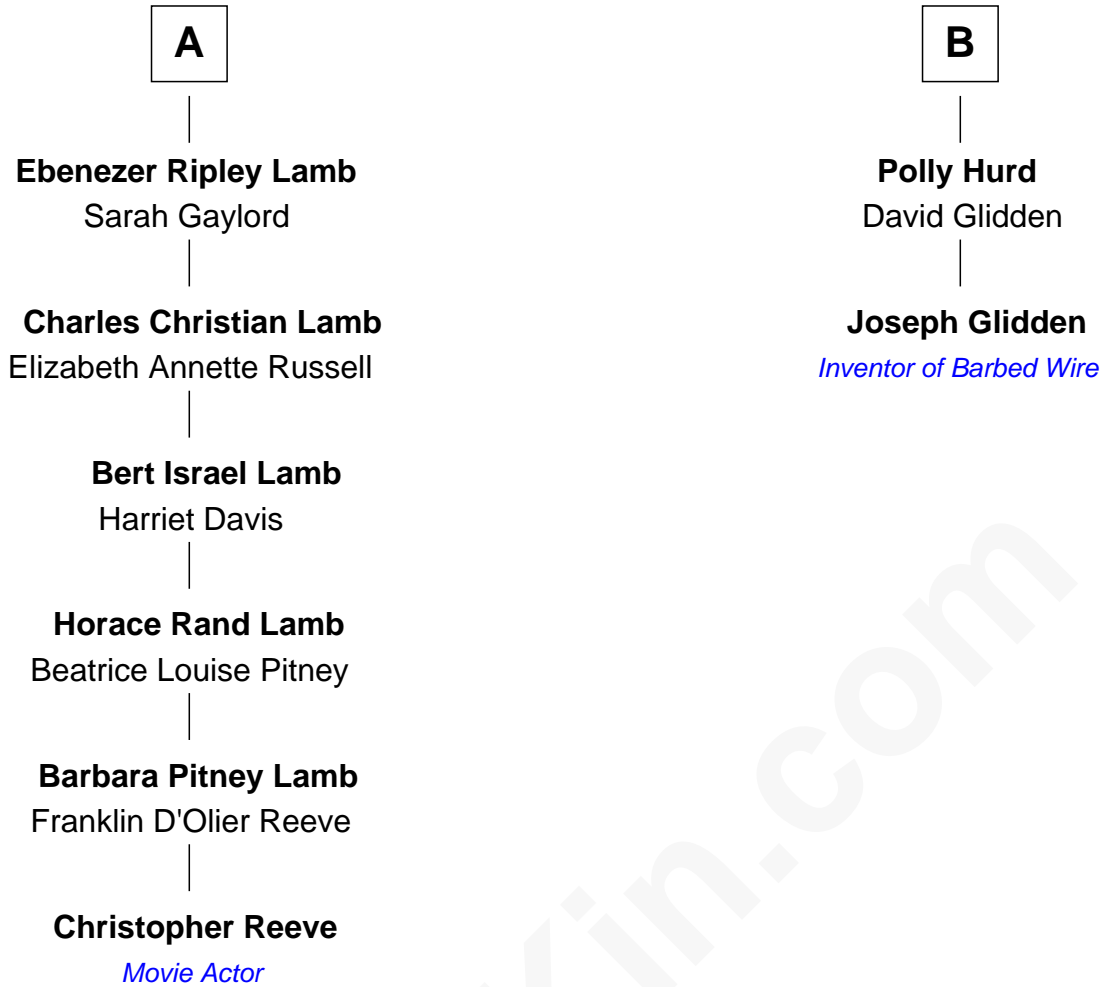 A
Ebenezer Ripley Lamb
Sarah Gaylord
Charles Christian Lamb
Elizabeth Annette Russell
Bert Israel Lamb
Harriet Davis
Horace Rand Lamb
Beatrice Louise Pitney
Barbara Pitney Lamb
Franklin D'Olier Reeve
Christopher Reeve
Movie Actor
B
Polly Hurd
David Glidden
Joseph Glidden
Inventor of Barbed Wire
Kin.com